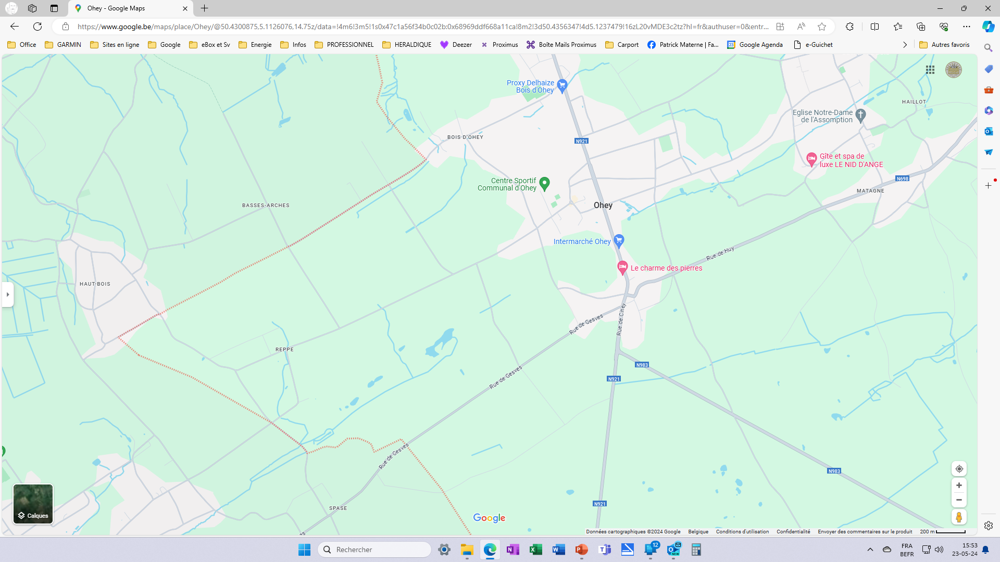 Ohey - Google Maps
https://www.google.be/maps/place/Ohey/@50.4300875,5.1126076,14.75z/data=!4m6!3m5!1s0x47c1a56f34b0c02b:0x68969ddf668a11ca!8m2!3d50.4356347!4d5.1237479!16zL20vMDE3c2tz?hl=fr&authuser=0&entr...
Office GARMIN Sites en ligne Google eBox et Sv Energie Infos PROFESSIONNEL HERALDIQUE Deezer Proximus Boîte Mails Proximus Carport Patrick Materne | Fa... Google Agenda e-Guichet Autres favoris
Proxy Delhaize
Bois d'Ohey
HAILLOT
Eglise Notre-Dame
de l'Assomption
BOIS D'OHEY
N921
Gîte et spa de
luxe LE NID D'ANGE
N698
Centre Sportif
Communal d'Ohey
MATAGNE
BASSES-ARCHES
Ohey
Intermarché Ohey
Rue de Huy
Le charme des pierres
HAUT-BOIS
Rue de Ciney
Rue de Gesves
REPPE
N983
Rue de Gesves
N921
Rue de Gesves
N983
N921
SPASE
Calques
Google
Données cartographiques ©2024 Google Belgique Conditions d'utilisation Confidentialité Envoyer des commentaires sur le produit 200 m
Rechercher
12
NEW
FRA
BEFR
15:53
23-05-24